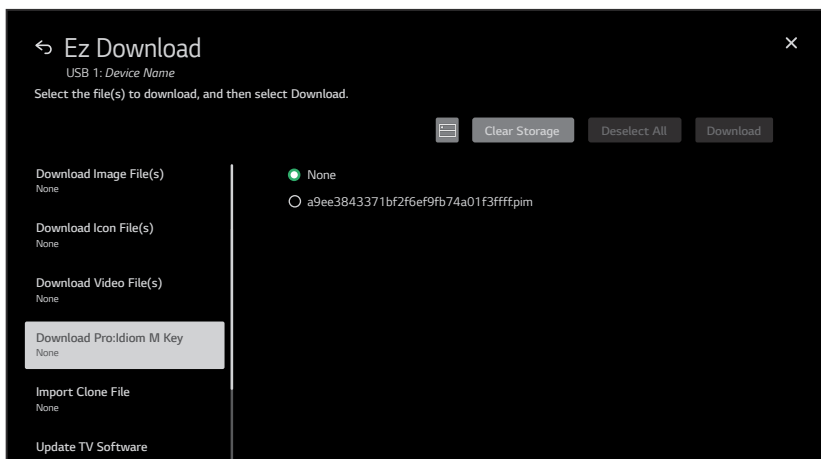 Ez Download
USB 1: Device Name
Select the file(s) to download, and then select Download.
Clear Storage
Deselect All
Download
Download Image File(s)
None
Download Icon File(s)
None
Download Video File(s)
None
Download Pro:Idiom M Key
None
Import Clone File
None
Update TV Software
None
a9ee3843371bf2f6ef9fb74a01f3ffff.pim